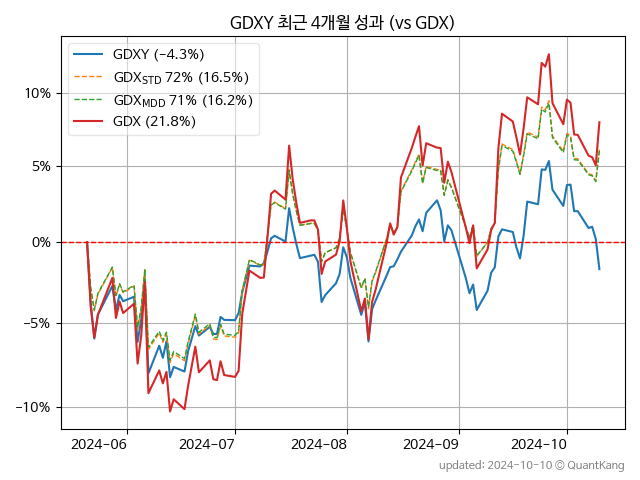 GDXY 최근 4개월 성과 (vs GDX)
GDXY (−4.3%)
GDX_STD 72% (16.5%)
GDX_MDD 71% (16.2%)
GDX (21.8%)
10%
5%
0%
−5%
−10%
2024-06 2024-07 2024-08 2024-09 2024-10
updated: 2024-10-10 © QuantKang